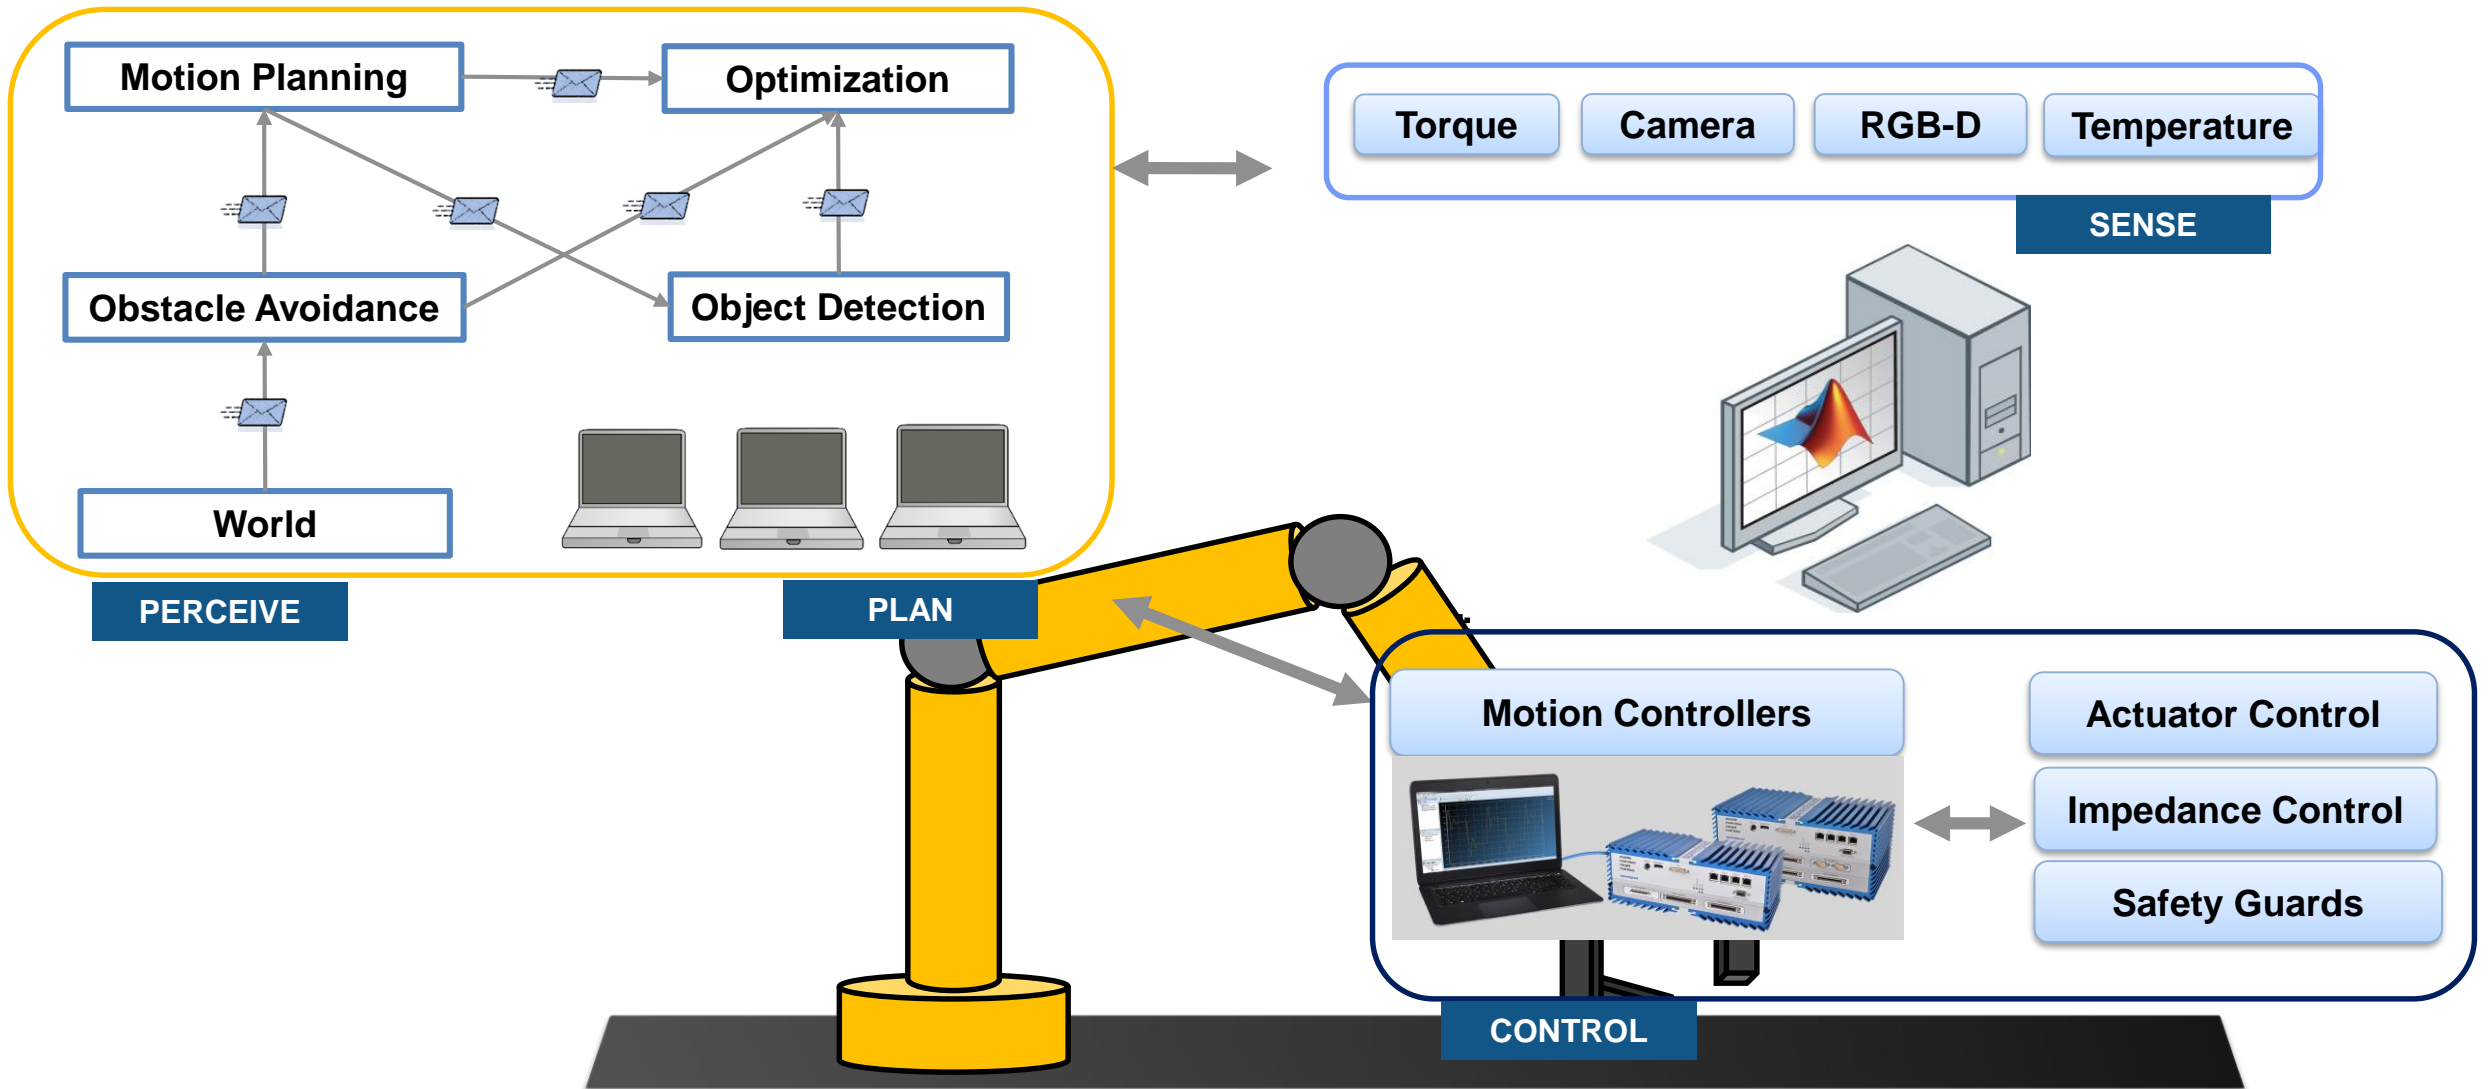 Motion Planning
Optimization
Obstacle Avoidance
Object Detection
World
PERCEIVE
PLAN
Torque
Camera
RGB-D
Temperature
SENSE
Motion Controllers
Actuator Control
Impedance Control
Safety Guards
CONTROL